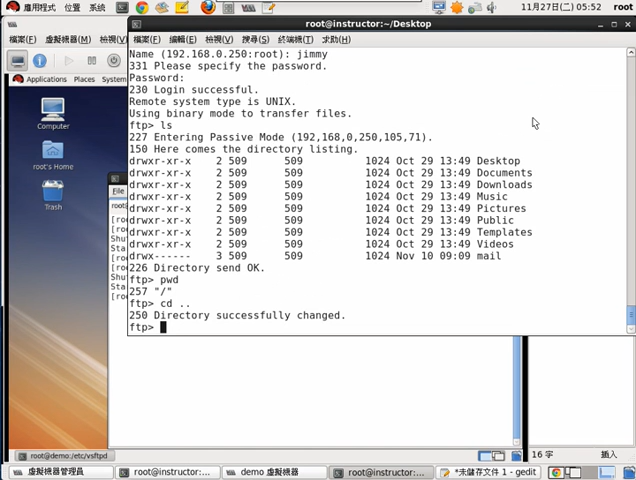 應用程式 位置 系統 11月27日(二) 05:52 root
root@instructor:~/Desktop
檔案(F) 虛擬機器(M) 檢視(V)
檔案(F) 編輯(E) 檢視(V) 搜尋(S) 終端機(T) 求助(H)
Applications Places System
Computer
root's Home
Trash
File
Name (192.168.0.250:root): jimmy
331 Please specify the password.
Password:
230 Login successful.
Remote system type is UNIX.
Using binary mode to transfer files.
ftp> ls
227 Entering Passive Mode (192,168,0,250,105,71).
150 Here comes the directory listing.
drwxr-xr-x 2 509 509 1024 Oct 29 13:49 Desktop
drwxr-xr-x 2 509 509 1024 Oct 29 13:49 Documents
drwxr-xr-x 2 509 509 1024 Oct 29 13:49 Downloads
drwxr-xr-x 2 509 509 1024 Oct 29 13:49 Music
drwxr-xr-x 2 509 509 1024 Oct 29 13:49 Pictures
drwxr-xr-x 2 509 509 1024 Oct 29 13:49 Public
drwxr-xr-x 2 509 509 1024 Oct 29 13:49 Templates
drwxr-xr-x 2 509 509 1024 Oct 29 13:49 Videos
drwx------ 3 509 509 1024 Nov 10 09:09 mail
226 Directory send OK.
ftp> pwd
257 "/"
ftp> cd ..
250 Directory successfully changed.
ftp>
root@demo:/etc/vsftpd
16 字 插入
虛擬機器管理員 root@instructor:... demo 虛擬機器 root@instructor:... *未儲存文件 1 - gedit